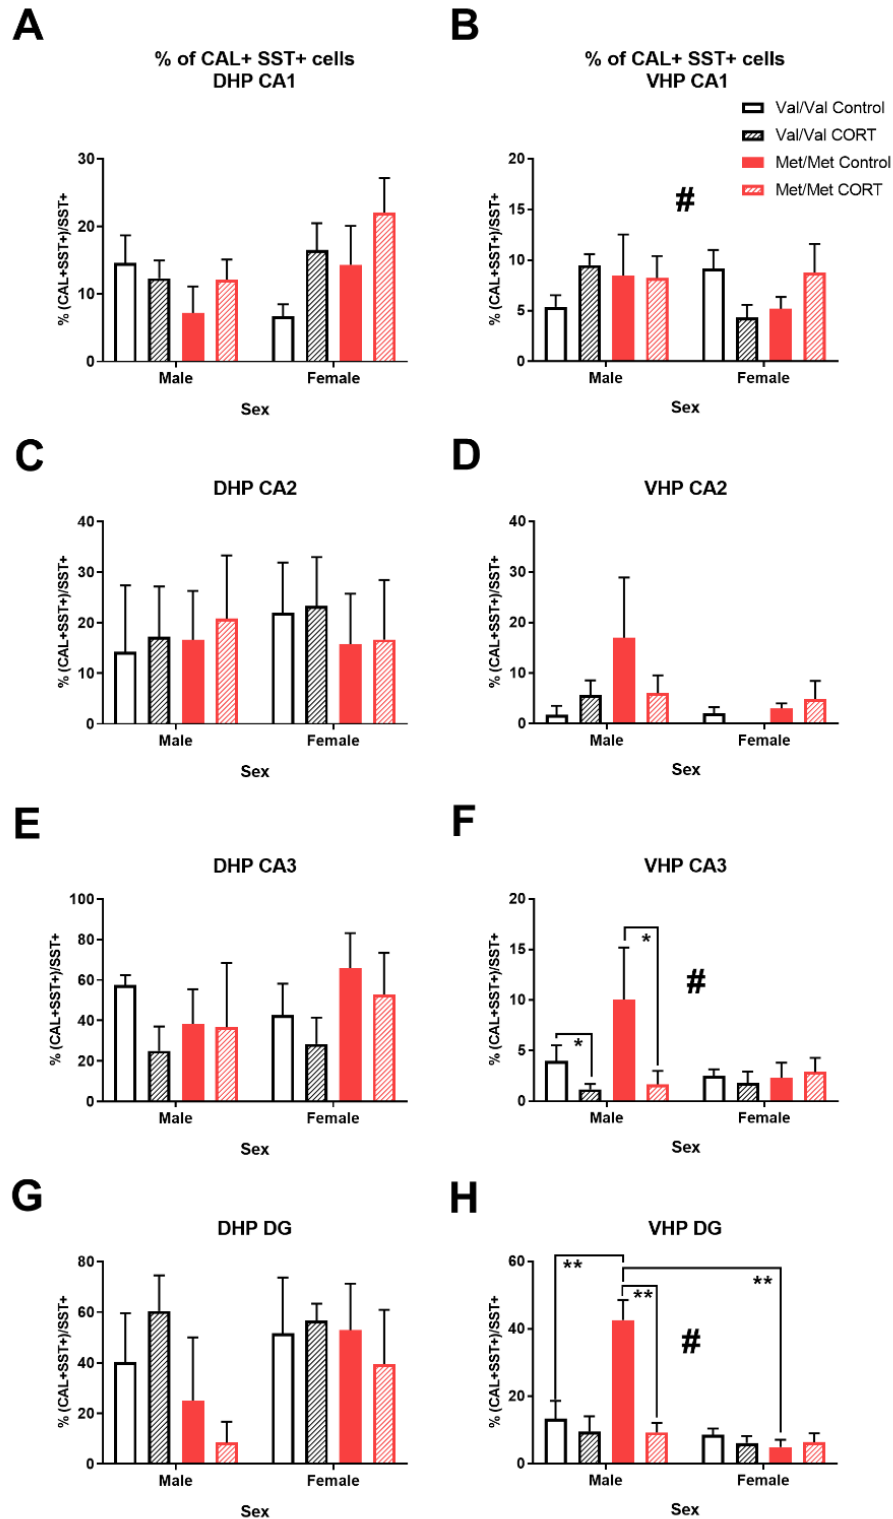 A
% of CAL+ SST+ cells
DHP CA1
% (CAL+SST+)/SST+
30
20
10
0
Male
Female
Sex
B
% of CAL+ SST+ cells
VHP CA1
Val/Val Control
Val/Val CORT
Met/Met Control
Met/Met CORT
% (CAL+SST+)/SST+
20
15
10
5
0
#
Male
Female
Sex
C
DHP CA2
% (CAL+SST+)/SST+
40
30
20
10
0
Male
Female
Sex
D
VHP CA2
% (CAL+SST+)/SST+
40
30
20
10
0
Male
Female
Sex
E
DHP CA3
% (CAL+SST+)/SST+
100
80
60
40
20
0
Male
Female
Sex
F
VHP CA3
% (CAL+SST+)/SST+
20
15
10
5
0
*
*
#
Male
Female
Sex
G
DHP DG
% (CAL+SST+)/SST+
80
60
40
20
0
Male
Female
Sex
H
VHP DG
% (CAL+SST+)/SST+
60
40
20
0
**
**
**
#
Male
Female
Sex